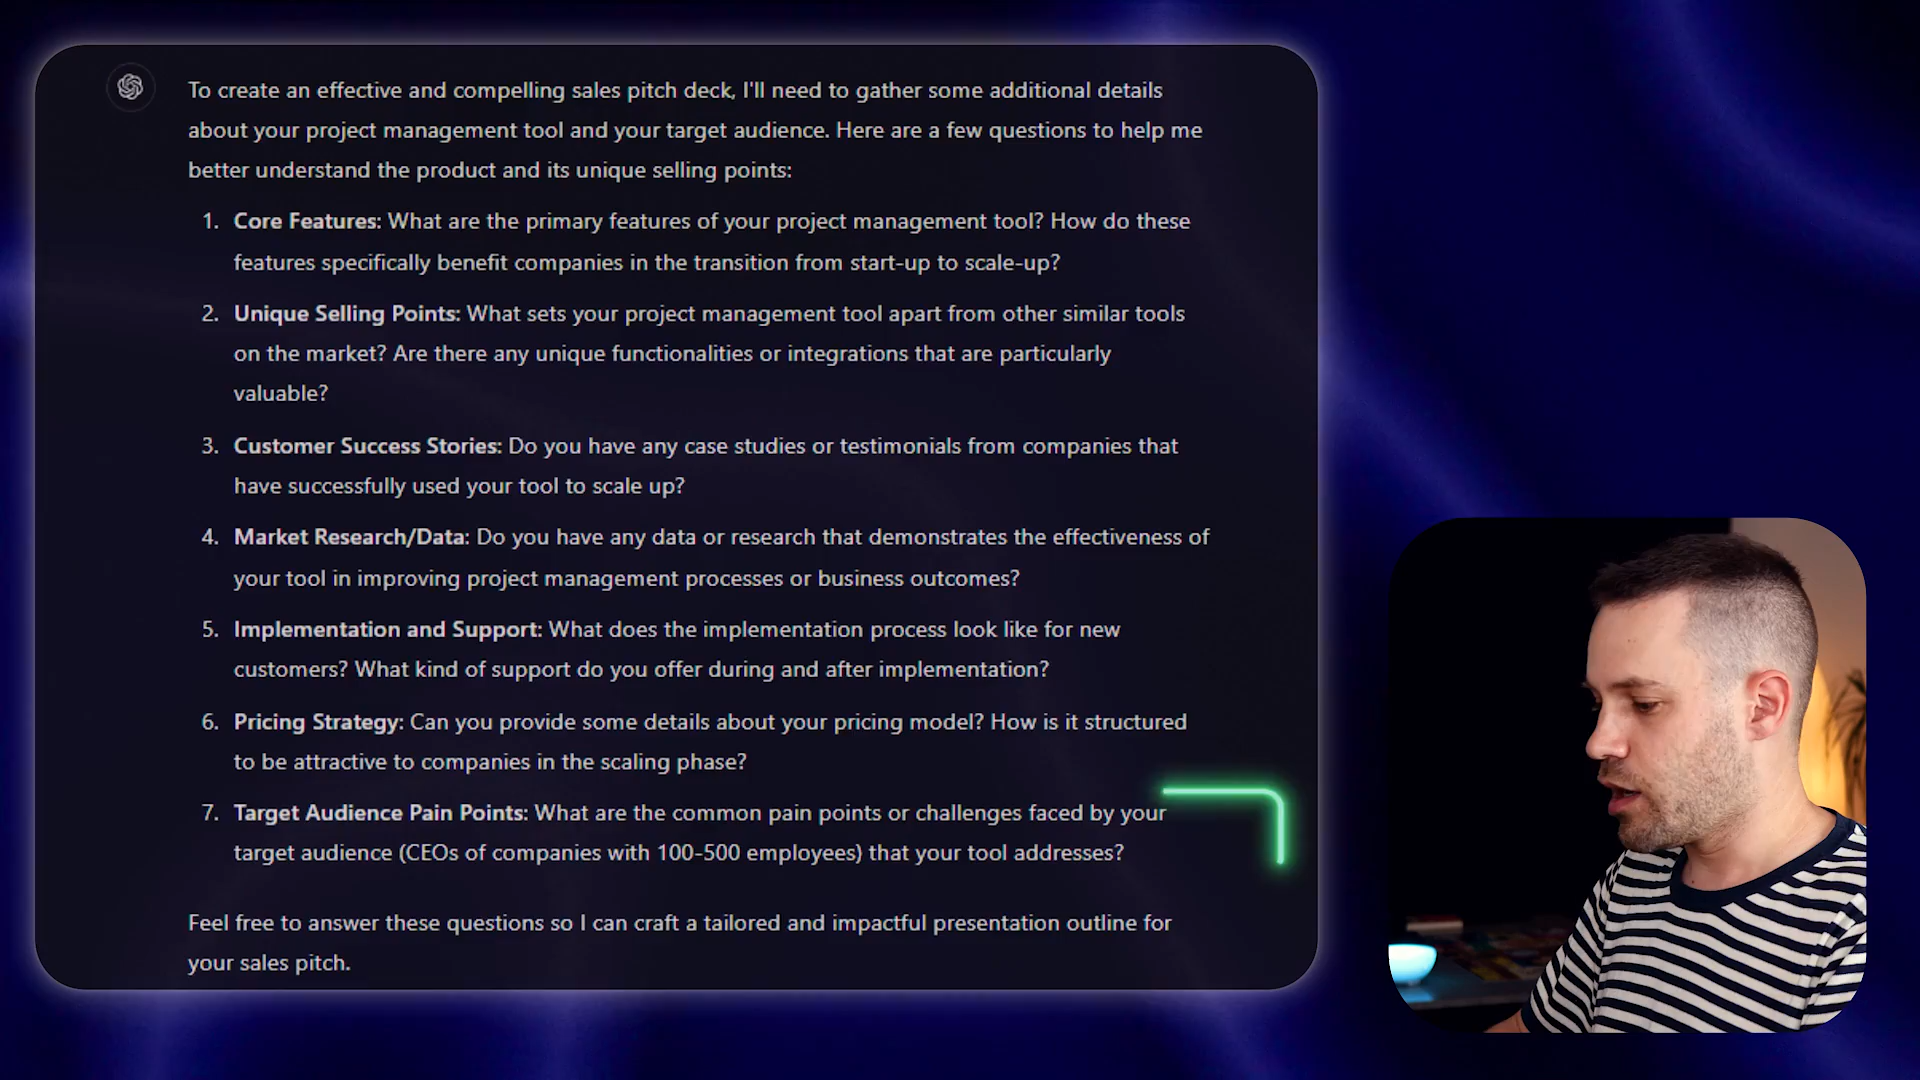 To create an effective and compelling sales pitch deck, I'll need to gather some additional details
about your project management tool and your target audience. Here are a few questions to help me
better understand the product and its unique selling points:
1. Core Features: What are the primary features of your project management tool? How do these
features specifically benefit companies in the transition from start-up to scale-up?
2. Unique Selling Points: What sets your project management tool apart from other similar tools
on the market? Are there any unique functionalities or integrations that are particularly
valuable?
3. Customer Success Stories: Do you have any case studies or testimonials from companies that
have successfully used your tool to scale up?
4. Market Research/Data: Do you have any data or research that demonstrates the effectiveness of
your tool in improving project management processes or business outcomes?
5. Implementation and Support: What does the implementation process look like for new
customers? What kind of support do you offer during and after implementation?
6. Pricing Strategy: Can you provide some details about your pricing model? How is it structured
to be attractive to companies in the scaling phase?
7. Target Audience Pain Points: What are the common pain points or challenges faced by your
target audience (CEOs of companies with 100-500 employees) that your tool addresses?
Feel free to answer these questions so I can craft a tailored and impactful presentation outline for
your sales pitch.